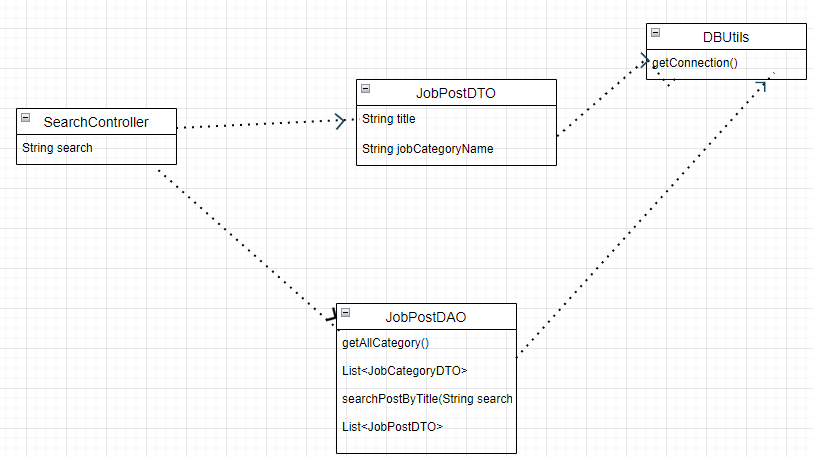 DBUtils
getConnection()
JobPostDTO
String title
String jobCategoryName
SearchController
String search
JobPostDAO
getAllCategory()
List<JobCategoryDTO>
searchPostByTitle(String search
List<JobPostDTO>